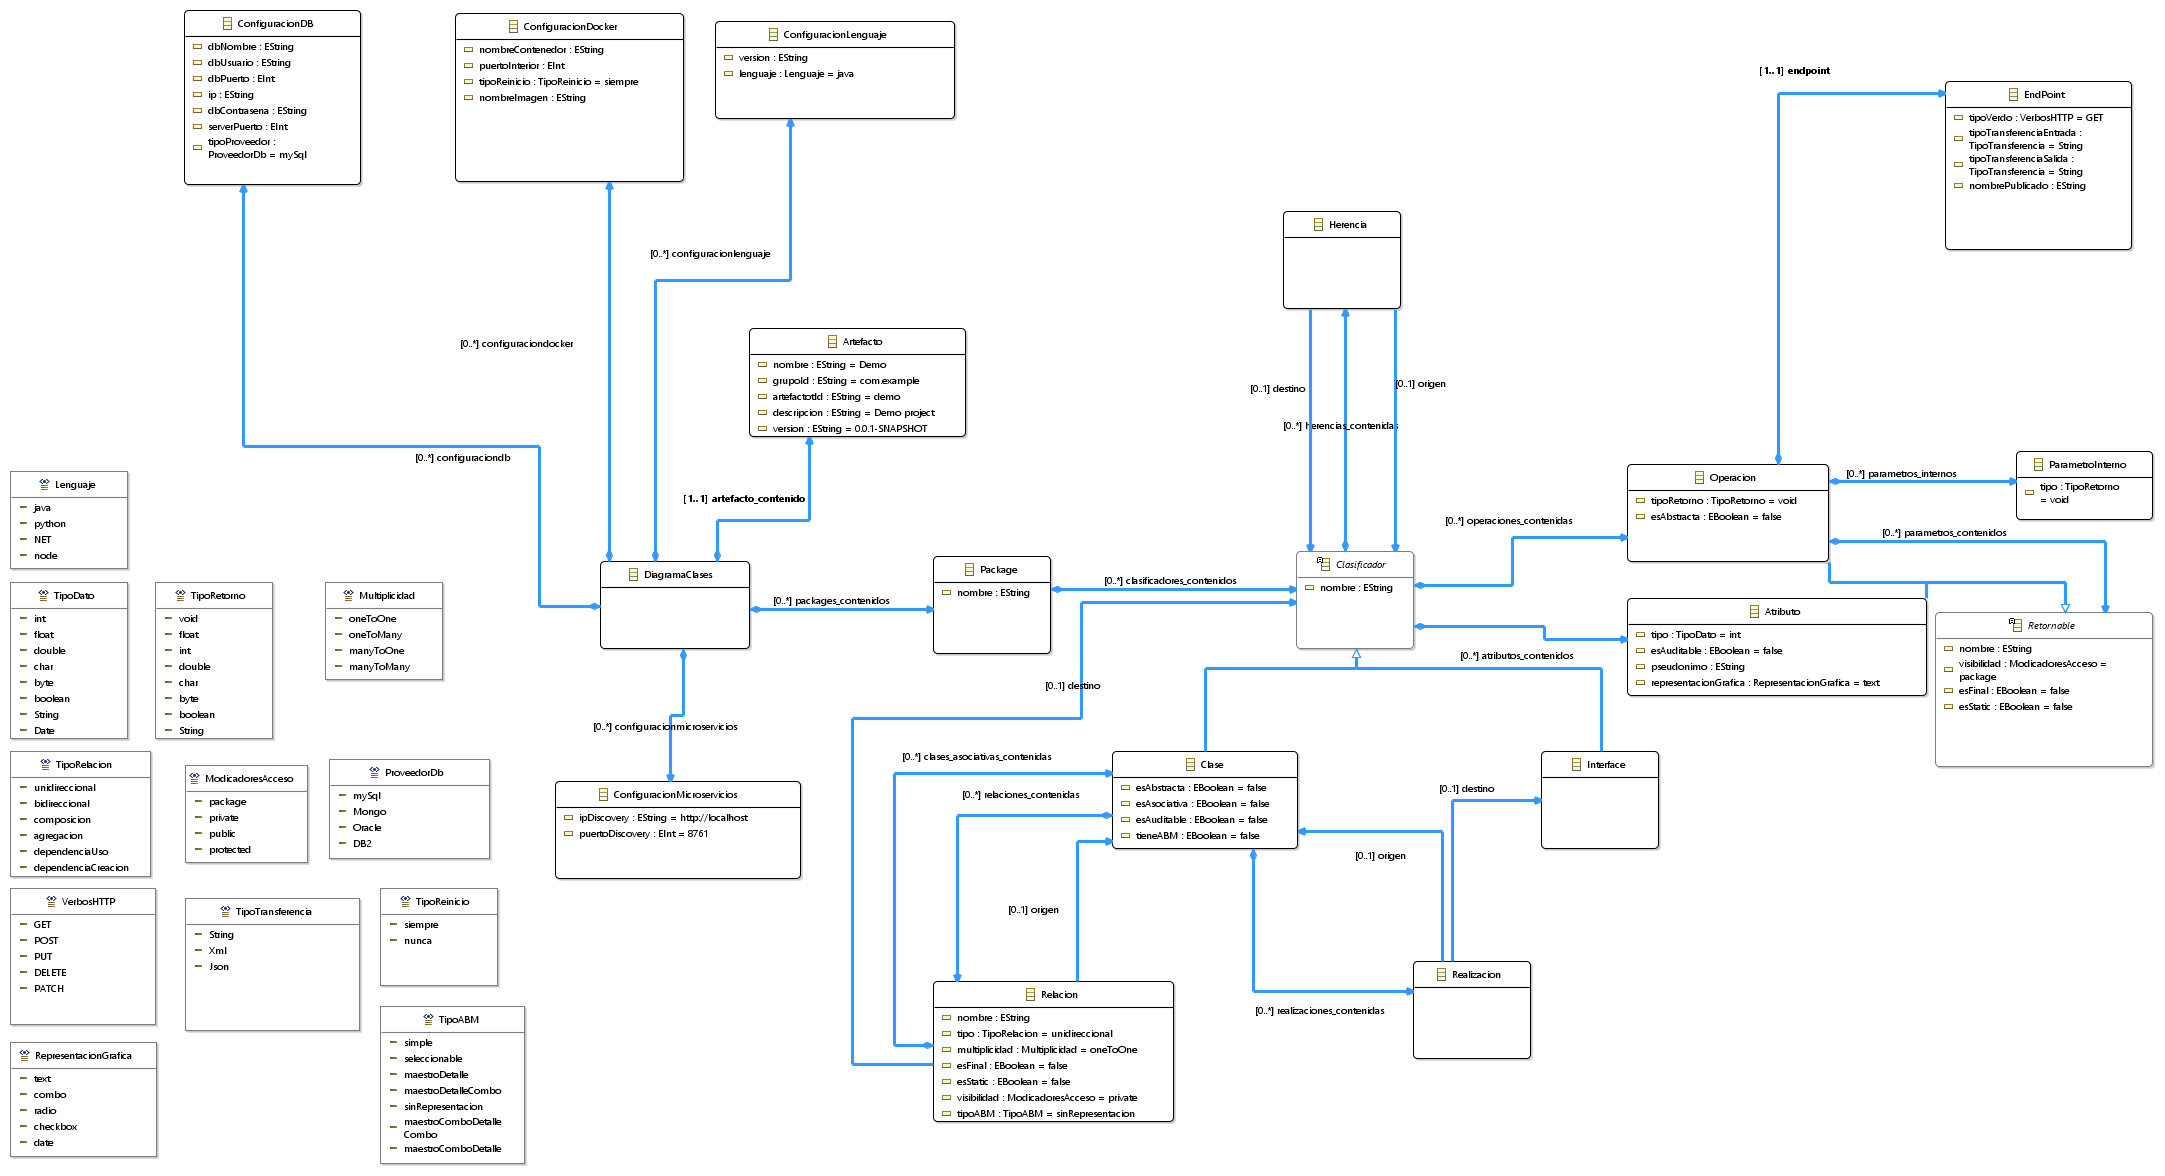 ConfiguracionDB
dbNombre : EString
dbUsuario : EString
dbPuerto : EInt
ip : EString
dbContrasena : EString
serverPuerto : EInt
tipoProveedor :
ProveedorDb = mySql
ConfiguracionDocker
nombreContenedor : EString
puertoInterior : EInt
tipoReinicio : TipoReinicio = siempre
nombreImagen : EString
ConfiguracionLenguaje
version : EString
lenguaje : Lenguaje = java
[1..1] endpoint
EndPoint
tipoVerdo : VerbosHTTP = GET
tipoTransferenciaEntrada :
TipoTransferencia = String
tipoTransferenciaSalida :
TipoTransferencia = String
nombrePublicado : EString
Herencia
[0..*] configuracionlenguaje
[0..*] configuraciondocker
Artefacto
nombre : EString = Demo
grupoId : EString = com.example
artefactotId : EString = demo
descripcion : EString = Demo project
version : EString = 0.0.1-SNAPSHOT
[0..1] destino
[0..1] origen
[0..*] herencias_contenidas
[0..*] configuraciondb
[1..1] artefacto_contenido
Lenguaje
java
python
NET
node
Operacion
tipoRetorno : TipoRetorno = void
esAbstracta : EBoolean = false
[0..*] parametros_internos
ParametroInterno
tipo : TipoRetorno
= void
[0..*] operaciones_contenidas
[0..*] parametros_contenidos
DiagramaClases
Package
nombre : EString
[0..*] clasificadores_contenidos
[0..*] packages_contenidos
Clasificador
nombre : EString
Atributo
tipo : TipoDato = int
esAuditable : EBoolean = false
pseudonimo : EString
representacionGrafica : RepresentacionGrafica = text
Retornable
nombre : EString
visibilidad : ModicadoresAcceso =
package
esFinal : EBoolean = false
esStatic : EBoolean = false
TipoDato
int
float
double
char
byte
boolean
String
Date
TipoRetorno
void
float
int
double
char
byte
boolean
String
Multiplicidad
oneToOne
oneToMany
manyToOne
manyToMany
[0..*] atributos_contenidos
[0..1] destino
[0..*] configuracionmicroservicios
TipoRelacion
unidireccional
bidireccional
composicion
agregacion
dependenciaUso
dependenciaCreacion
ModicadoresAcceso
package
private
public
protected
ProveedorDb
mySql
Mongo
Oracle
DB2
ConfiguracionMicroservicios
ipDiscovery : EString = http://localhost
puertoDiscovery : EInt = 8761
[0..*] clases_asociativas_contenidas
[0..*] relaciones_contenidas
Clase
esAbstracta : EBoolean = false
esAsociativa : EBoolean = false
esAuditable : EBoolean = false
tieneABM : EBoolean = false
Interface
[0..1] destino
[0..1] origen
[0..1] origen
VerbosHTTP
GET
POST
PUT
DELETE
PATCH
TipoTransferencia
String
Xml
Json
TipoReinicio
siempre
nunca
Relacion
nombre : EString
tipo : TipoRelacion = unidireccional
multiplicidad : Multiplicidad = oneToOne
esFinal : EBoolean = false
esStatic : EBoolean = false
visibilidad : ModicadoresAcceso = private
tipoABM : TipoABM = sinRepresentacion
Realizacion
[0..*] realizaciones_contenidas
RepresentacionGrafica
text
combo
radio
checkbox
date
TipoABM
simple
seleccionable
maestroDetalle
maestroDetalleCombo
sinRepresentacion
maestroComboDetalle
Combo
maestroComboDetalle